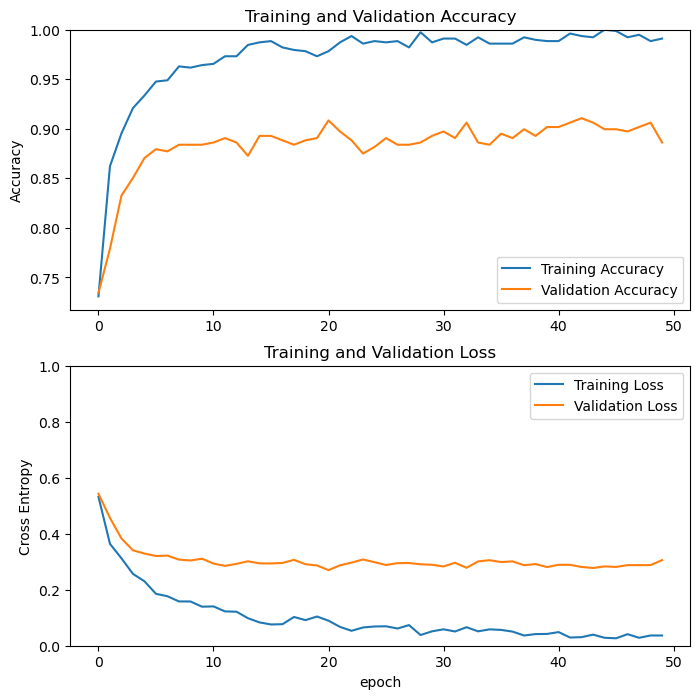 Training and Validation Accuracy
1.00
0.95
0.90
0.85
0.80
0.75
Accuracy
Training Accuracy
Validation Accuracy
0
10
20
30
40
50
Training and Validation Loss
1.0
0.8
0.6
0.4
0.2
0.0
Cross Entropy
Training Loss
Validation Loss
0
10
20
30
40
50
epoch